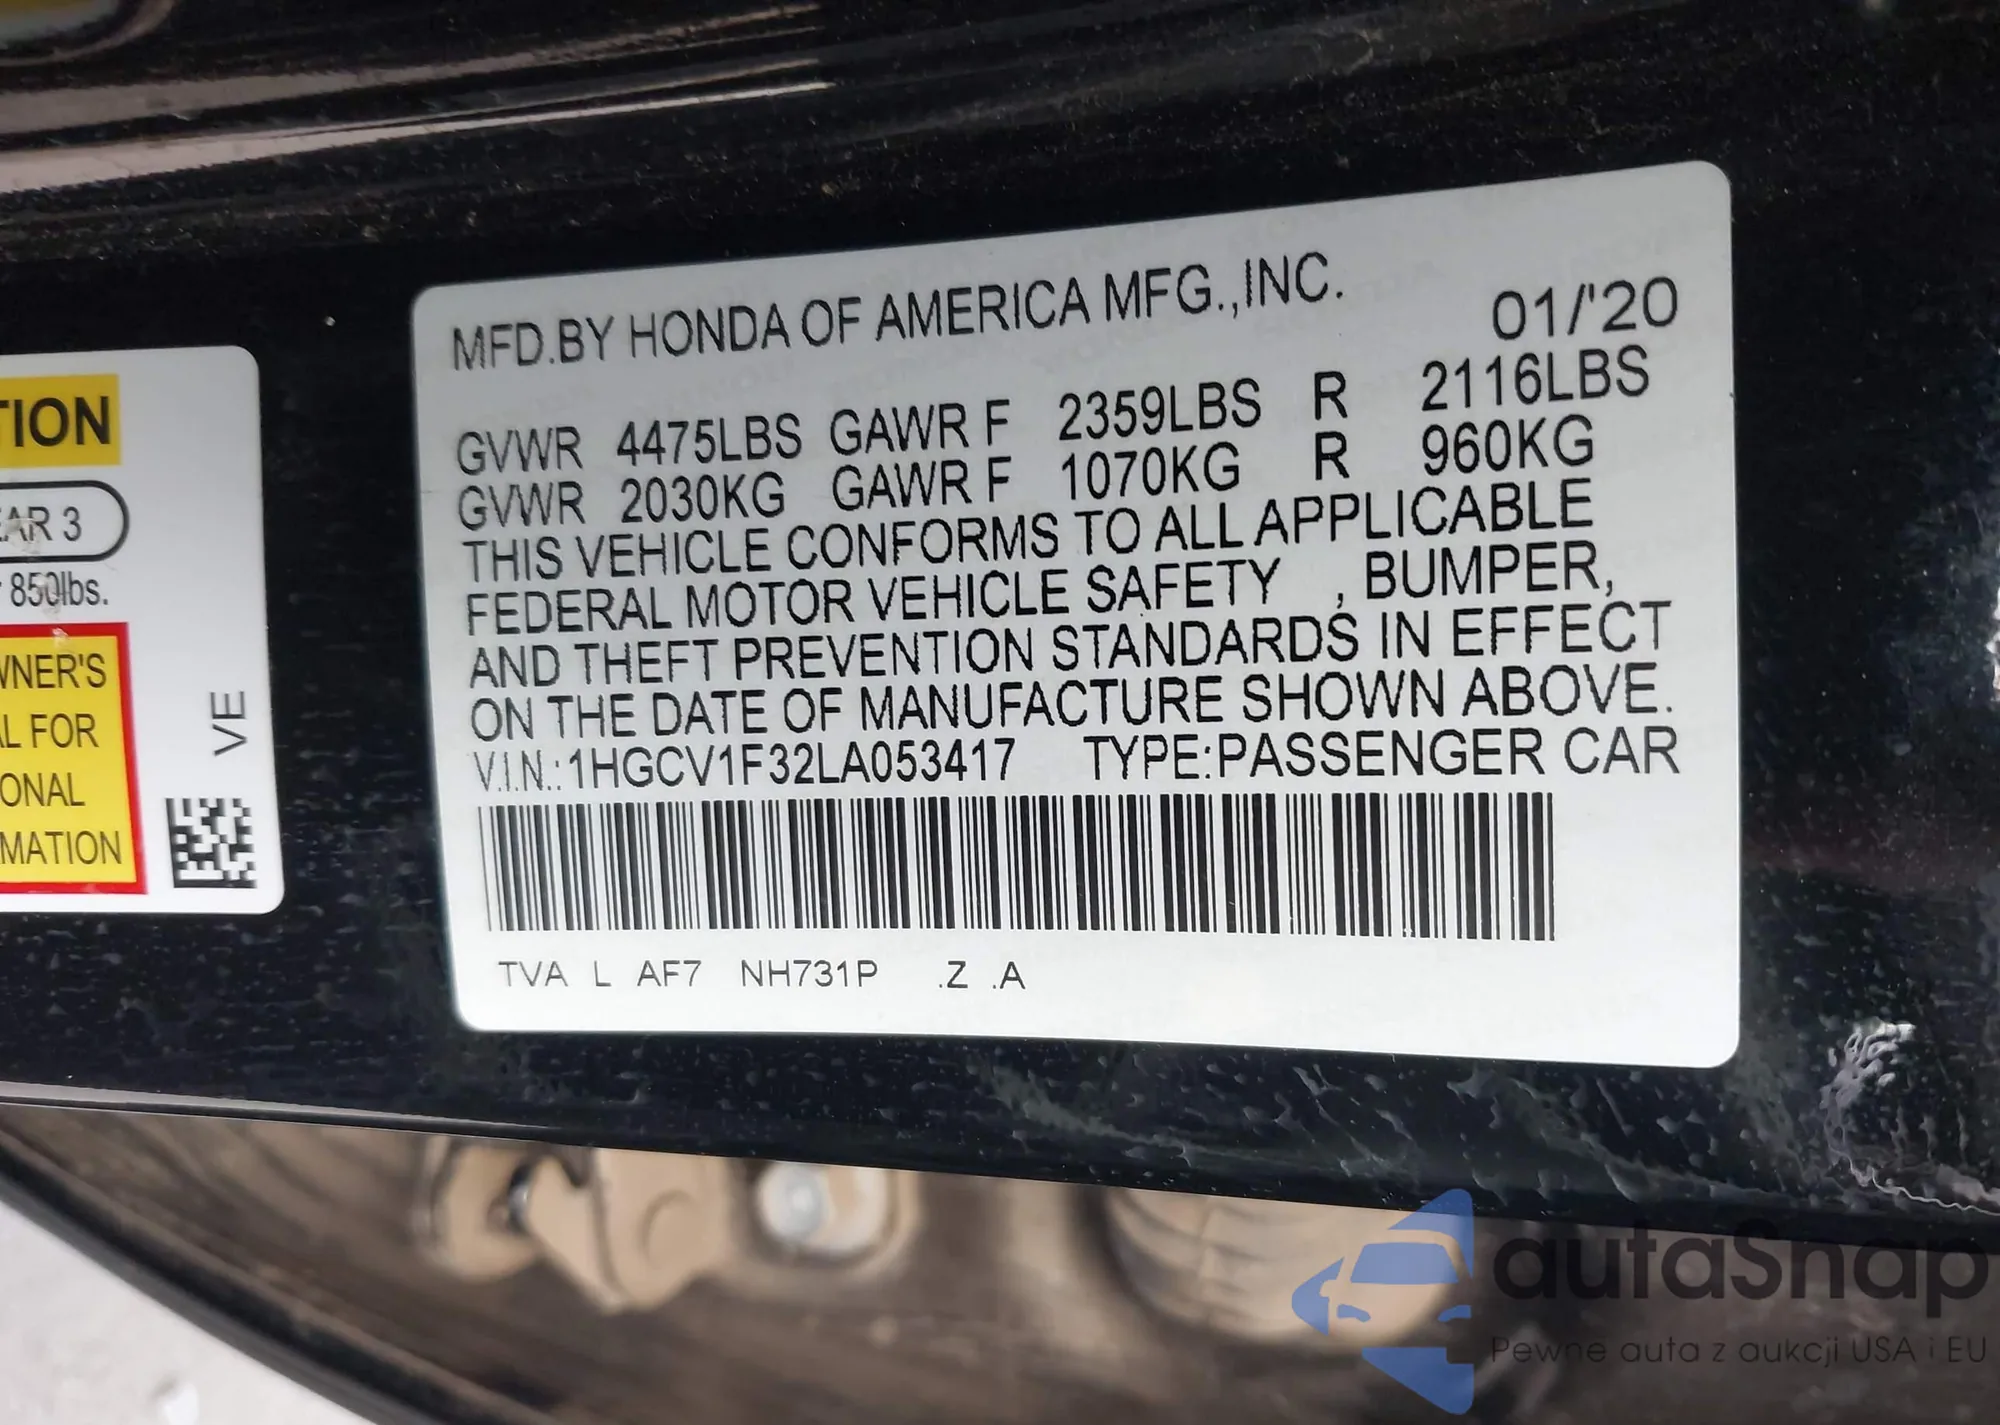 MFD.BY HONDA OF AMERICA MFG.,INC.
01/'20
GVWR 4475LBS GAWR F 2359LBS R 2116LBS
GVWR 2030KG GAWR F 1070KG R 960KG
THIS VEHICLE CONFORMS TO ALL APPLICABLE
FEDERAL MOTOR VEHICLE SAFETY , BUMPER,
AND THEFT PREVENTION STANDARDS IN EFFECT
ON THE DATE OF MANUFACTURE SHOWN ABOVE.
V.I.N.:1HGCV1F32LA053417 TYPE:PASSENGER CAR
TVA L AF7 NH731P .Z .A
TION
EAR 3
850lbs.
WNER'S
AL FOR
ONAL
MATION
VE
autaSnap
Pewne auta z aukcji USA i EU